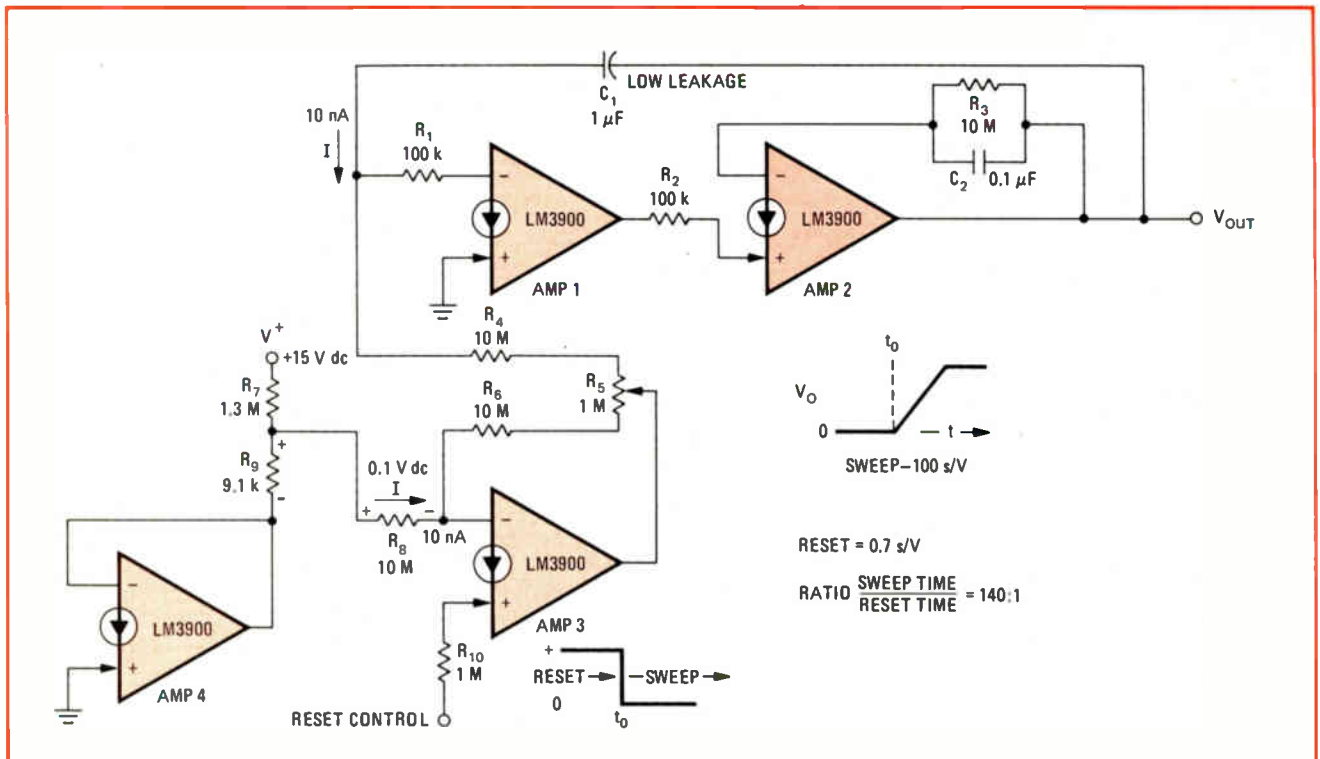 C1
1 μF
LOW LEAKAGE
10 nA
I
R1
100 k
−
LM3900
+
AMP 1
R2
100 k
R3
10 M
C2
0.1 μF
−
LM3900
+
AMP 2
VOUT
R4
10 M
R5
1 M
R6
10 M
V+
+15 V dc
R7
1.3 M
+
R9
9.1 k
−
0.1 V dc
I
+
−
10 nA
R8
10 M
−
LM3900
+
AMP 3
R10
1 M
RESET CONTROL
−
LM3900
+
AMP 4
+
RESET
SWEEP
0
t0
t0
VO
0
t
SWEEP–100 s/V
RESET = 0.7 s/V
RATIO SWEEP TIME
RESET TIME = 140:1